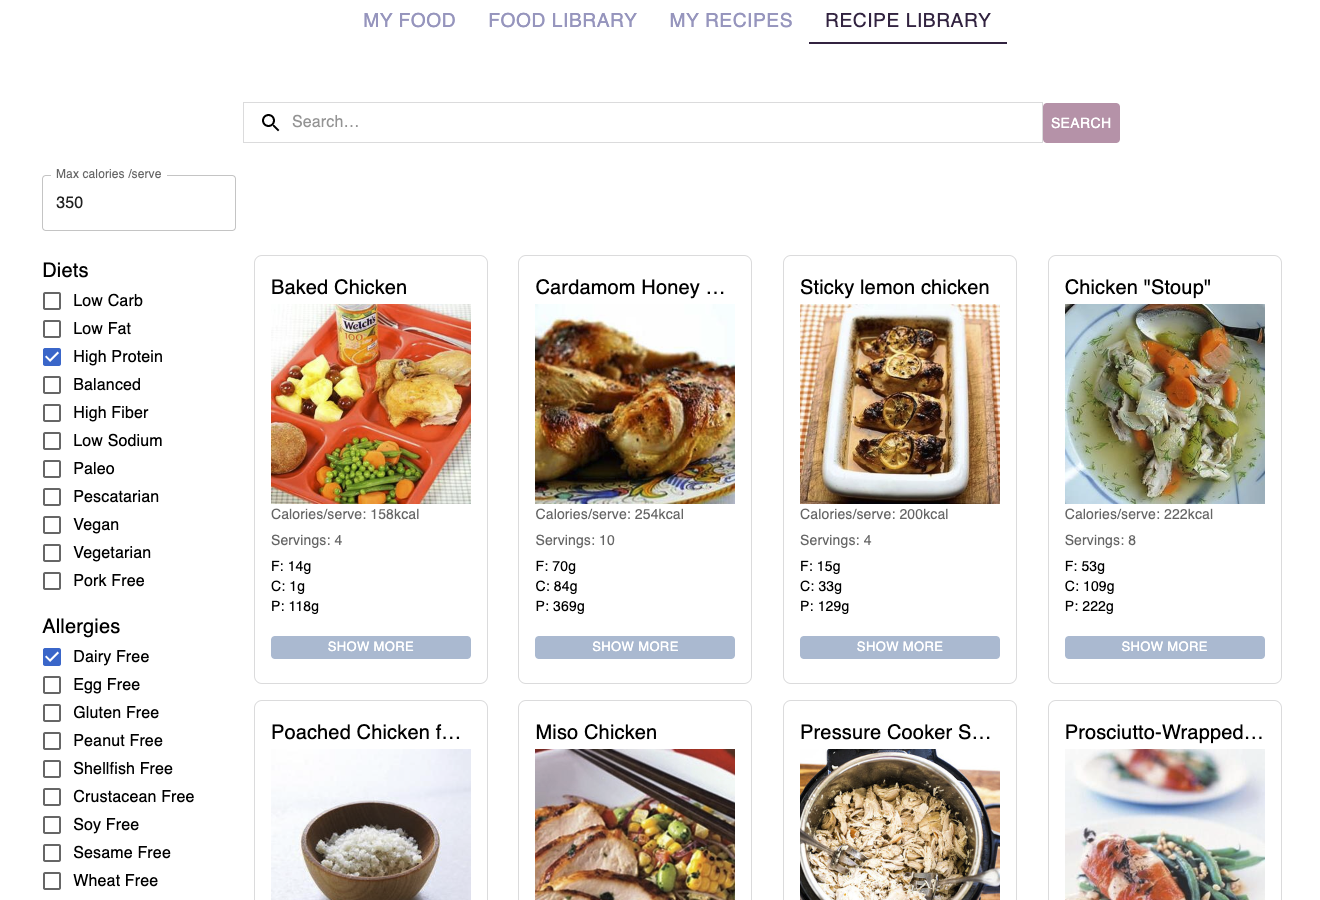 MY FOOD FOOD LIBRARY MY RECIPES RECIPE LIBRARY
Search...
SEARCH
Max calories /serve
350
Diets
Low Carb
Low Fat
High Protein
Balanced
High Fiber
Low Sodium
Paleo
Pescatarian
Vegan
Vegetarian
Pork Free
Allergies
Dairy Free
Egg Free
Gluten Free
Peanut Free
Shellfish Free
Crustacean Free
Soy Free
Sesame Free
Wheat Free
Baked Chicken
Welch's
100
Calories/serve: 158kcal
Servings: 4
F: 14g
C: 1g
P: 118g
SHOW MORE
Cardamom Honey ...
Calories/serve: 254kcal
Servings: 10
F: 70g
C: 84g
P: 369g
SHOW MORE
Sticky lemon chicken
Calories/serve: 200kcal
Servings: 4
F: 15g
C: 33g
P: 129g
SHOW MORE
Chicken "Stoup"
Calories/serve: 222kcal
Servings: 8
F: 53g
C: 109g
P: 222g
SHOW MORE
Poached Chicken f...
Miso Chicken
Pressure Cooker S...
Prosciutto-Wrapped...